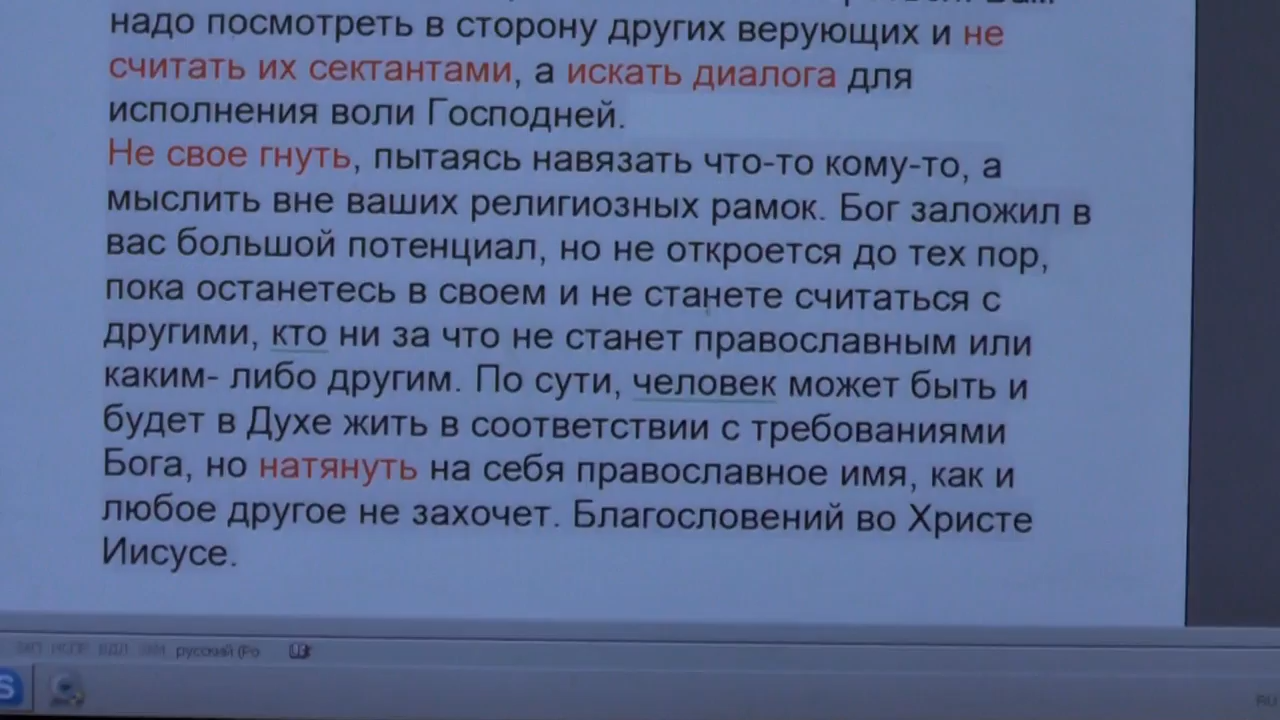 надо посмотреть в сторону других верующих и не
считать их сектантами, а искать диалога для
исполнения воли Господней.
Не свое гнуть, пытаясь навязать что-то кому-то, а
мыслить вне ваших религиозных рамок. Бог заложил в
вас большой потенциал, но не откроется до тех пор,
пока останетесь в своем и не станете считаться с
другими, кто ни за что не станет православным или
каким- либо другим. По сути, человек может быть и
будет в Духе жить в соответствии с требованиями
Бога, но натянуть на себя православное имя, как и
любое другое не захочет. Благословений во Христе
Иисусе.
русский (Ро
S
RU